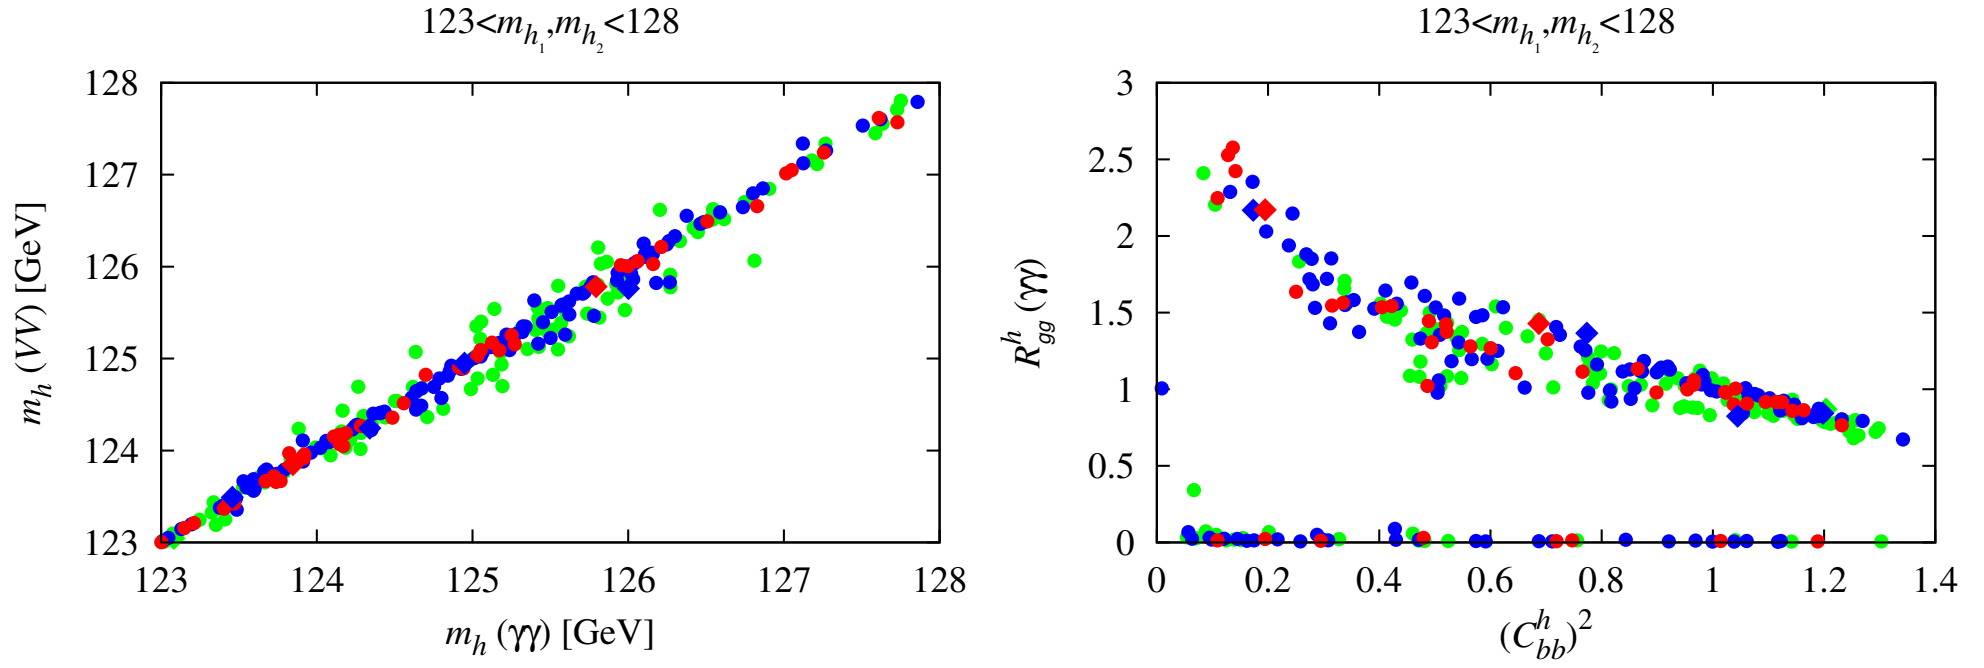 123<m_{h_1},m_{h_2}<128
128
127
126
125
124
123
m_h (VV) [GeV]
123 124 125 126 127 128
m_h (γγ) [GeV]
123<m_{h_1},m_{h_2}<128
3
2.5
2
1.5
1
0.5
0
R^h_{gg} (γγ)
0 0.2 0.4 0.6 0.8 1 1.2 1.4
(C^h_{bb})^2